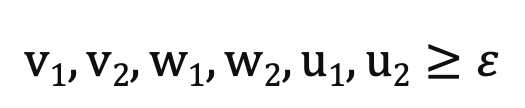 v₁, v₂, w₁, w₂, u₁, u₂ ≥ ε